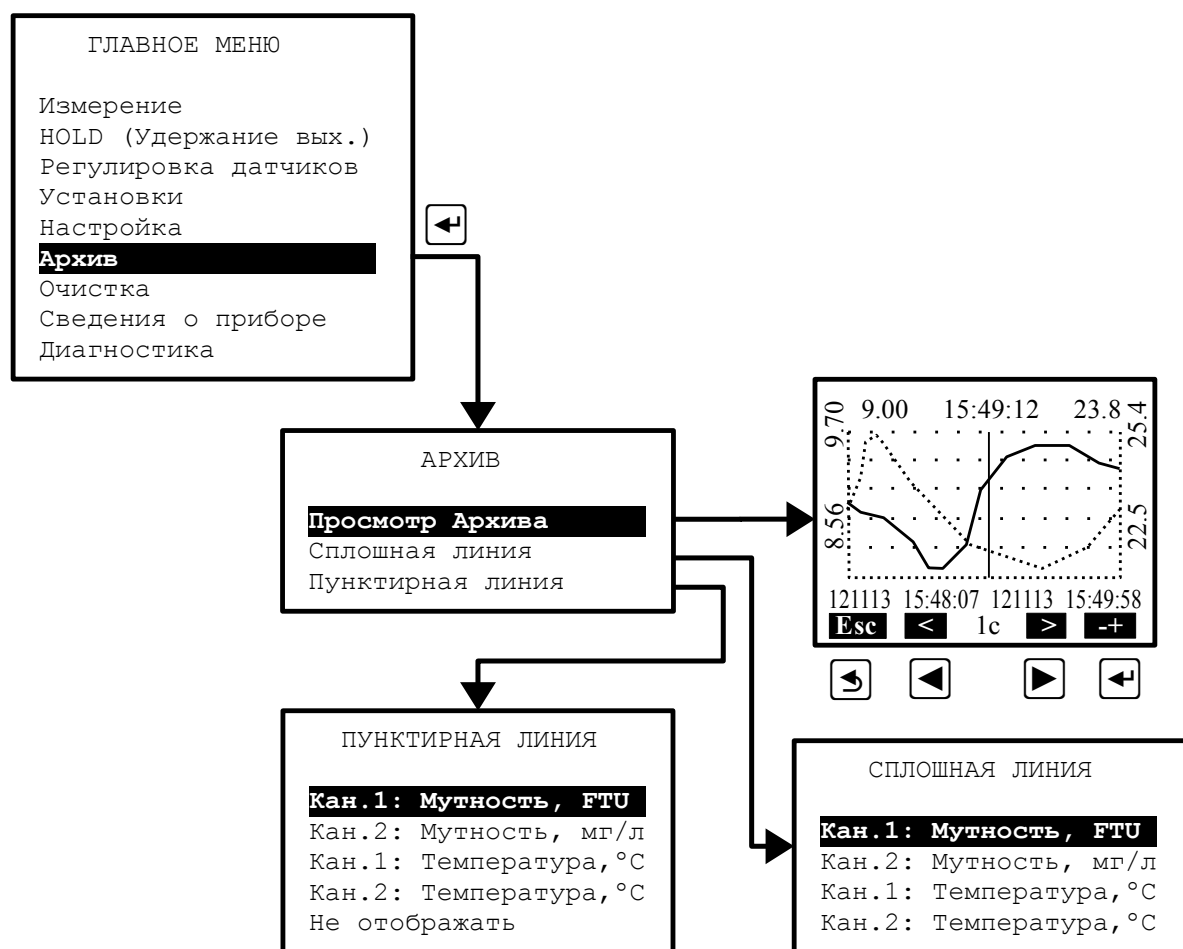 ГЛАВНОЕ МЕНЮ
Измерение
HOLD (Удержание вых.)
Регулировка датчиков
Установки
Настройка
Архив
Очистка
Сведения о приборе
Диагностика
АРХИВ
Просмотр Архива
Сплошная линия
Пунктирная линия
9.00 15:49:12 23.8
9.70
25.4
8.56
22.5
121113 15:48:07 121113 15:49:58
Esc < 1с > -+
ПУНКТИРНАЯ ЛИНИЯ
Кан.1: Мутность, FTU
Кан.2: Мутность, мг/л
Кан.1: Температура,°С
Кан.2: Температура,°С
Не отображать
СПЛОШНАЯ ЛИНИЯ
Кан.1: Мутность, FTU
Кан.2: Мутность, мг/л
Кан.1: Температура,°С
Кан.2: Температура,°С